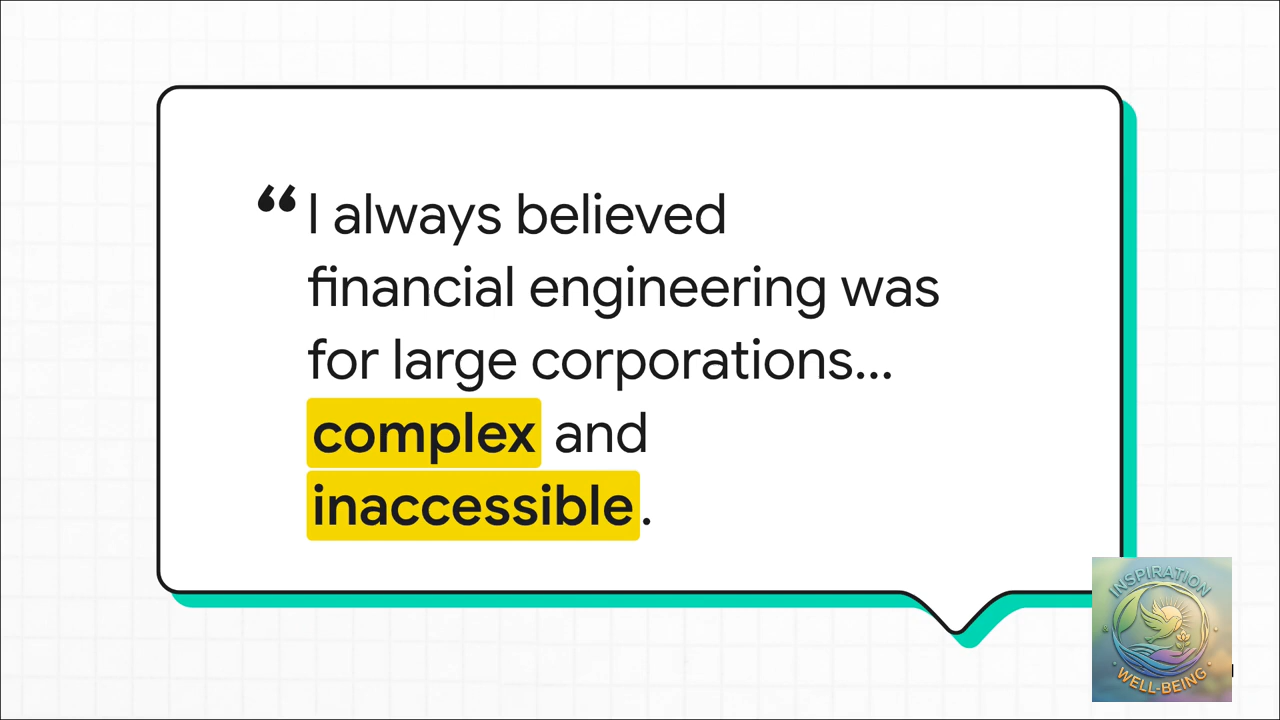 “I always believed
financial engineering was
for large corporations...
complex and
inaccessible.
INSPIRATION
& WELL-BEING